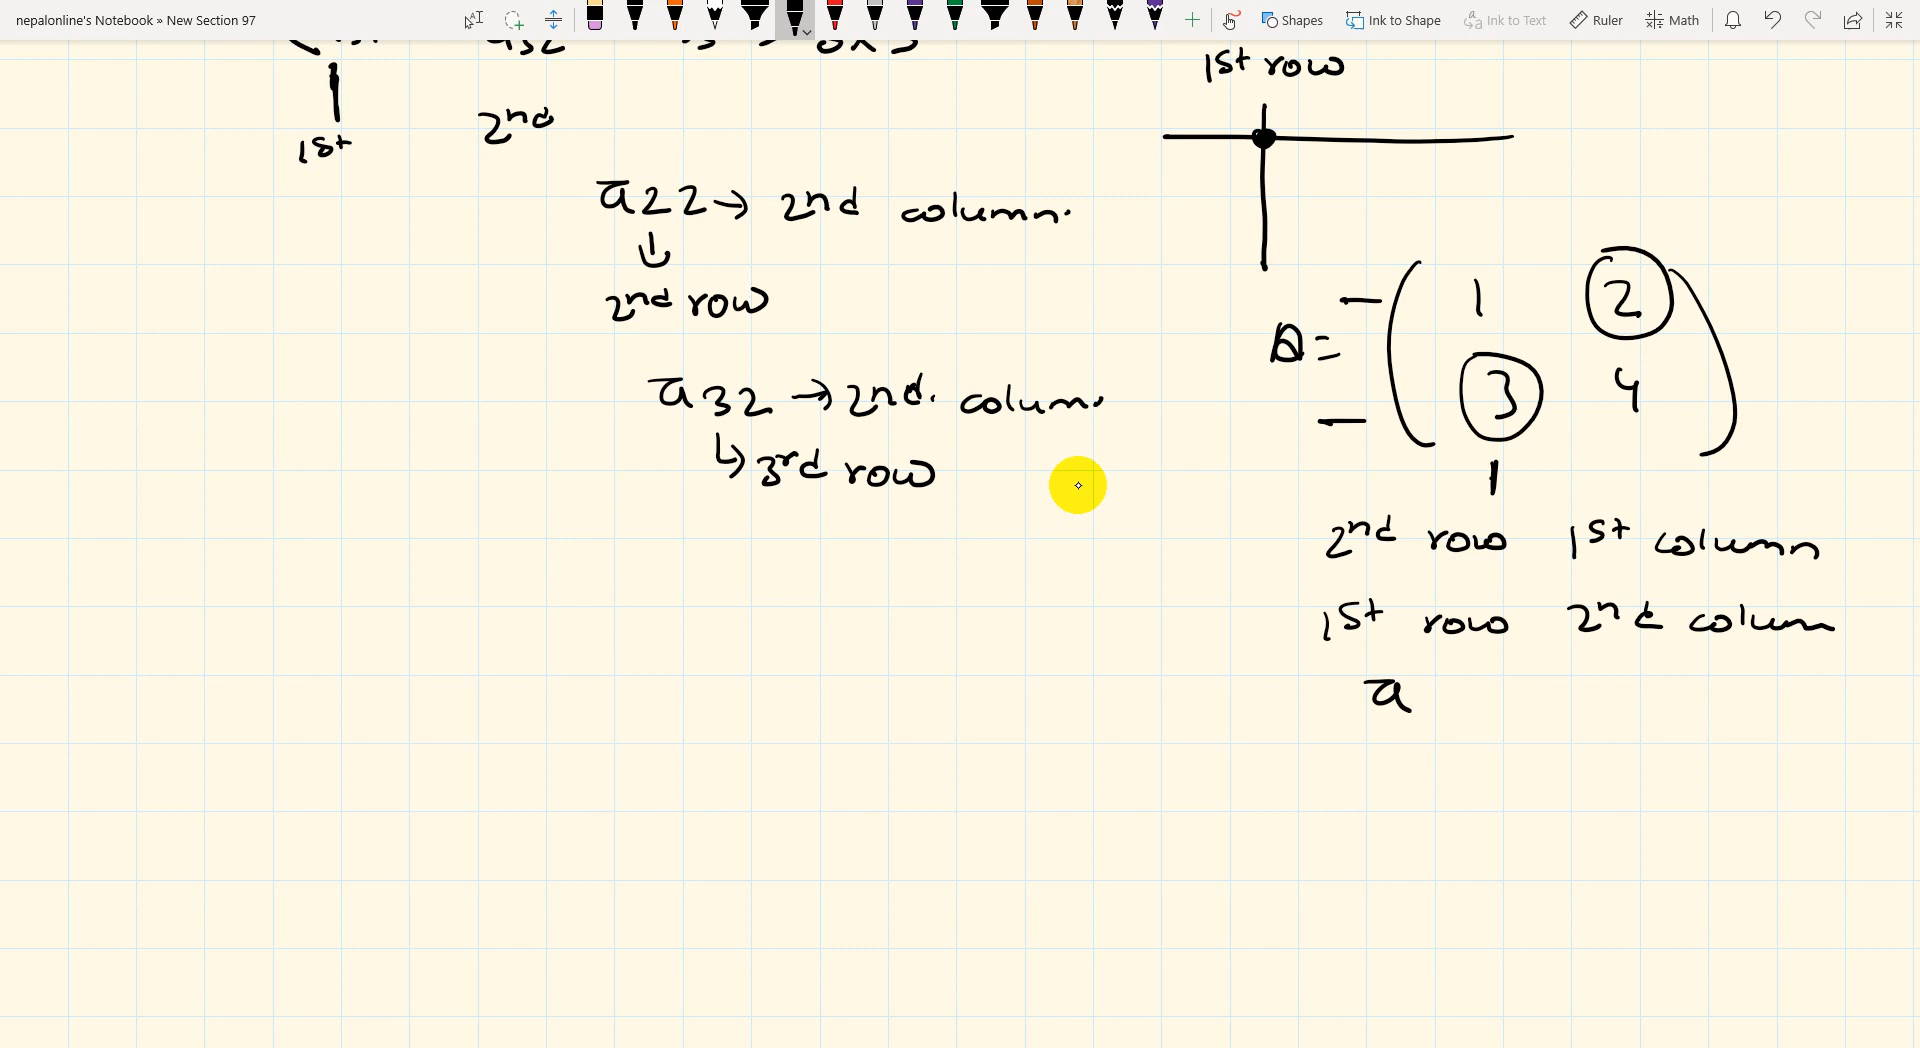 nepalonline's Notebook » New Section 97
Shapes Ink to Shape Ink to Text Ruler Math
1st 2nd
a22 → 2nd column.
2nd row
a32 → 2nd. column.
↳ 3rd row
1st row
A = ( 1 2
3 4 )
2nd row 1st column
1st row 2nd column
a